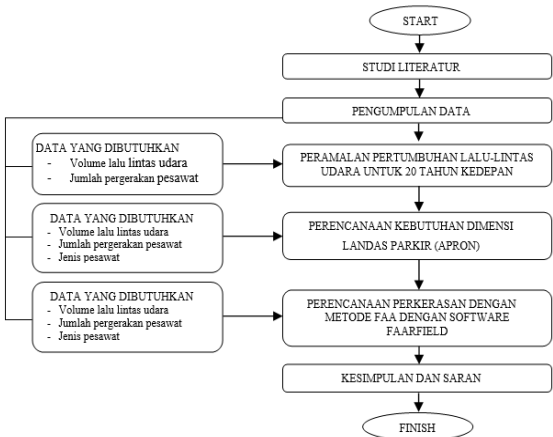 START
STUDI LITERATUR
PENGUMPULAN DATA
DATA YANG DIBUTUHKAN
- Volume lalu lintas udara
- Jumlah pergerakan pesawat
PERAMALAN PERTUMBUHAN LALU-LINTAS
UDARA UNTUK 20 TAHUN KEDEPAN
DATA YANG DIBUTUHKAN
- Volume lalu lintas udara
- Jumlah pergerakan pesawat
- Jenis pesawat
PERENCANAAN KEBUTUHAN DIMENSI
LANDAS PARKIR (APRON)
DATA YANG DIBUTUHKAN
- Volume lalu lintas udara
- Jumlah pergerakan pesawat
- Jenis pesawat
PERENCANAAN PERKERASAN DENGAN
METODE FAA DENGAN SOFTWARE
FAARFIELD
KESIMPULAN DAN SARAN
FINISH